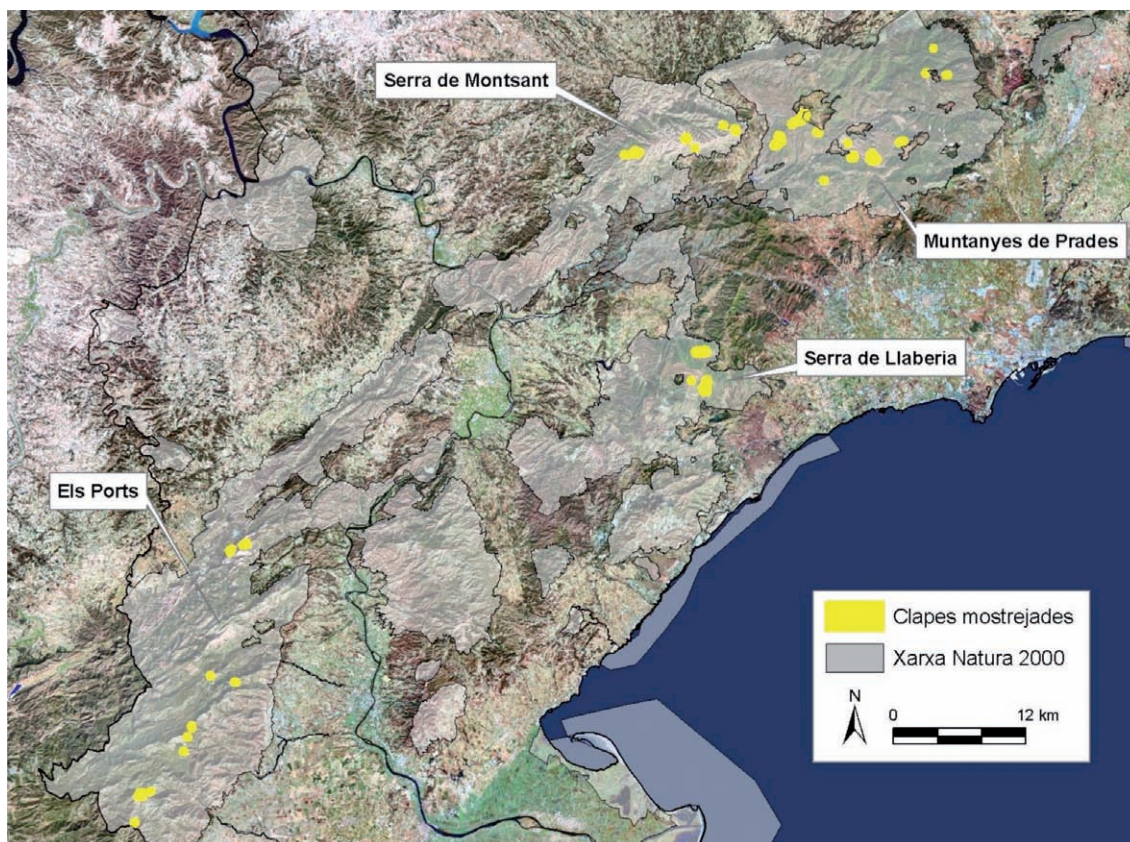 Serra de Montsant
Muntanyes de Prades
Serra de Llaberia
Els Ports
Clapes mostrejades
Xarxa Natura 2000
N
0 12 km